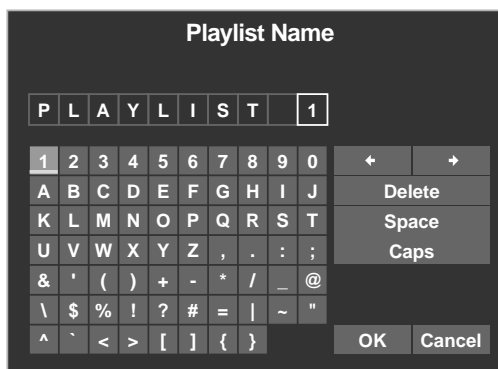 Playlist Name
P L A Y L I S T 1
1 2 3 4 5 6 7 8 9 0 🡸 🡺
A B C D E F G H I J Delete
K L M N O P Q R S T Space
U V W X Y Z , . : ; Caps
& ' ( ) + - * / _ @
\ $ % ! ? # = | ~ "
^ ` < > [ ] { } OK Cancel